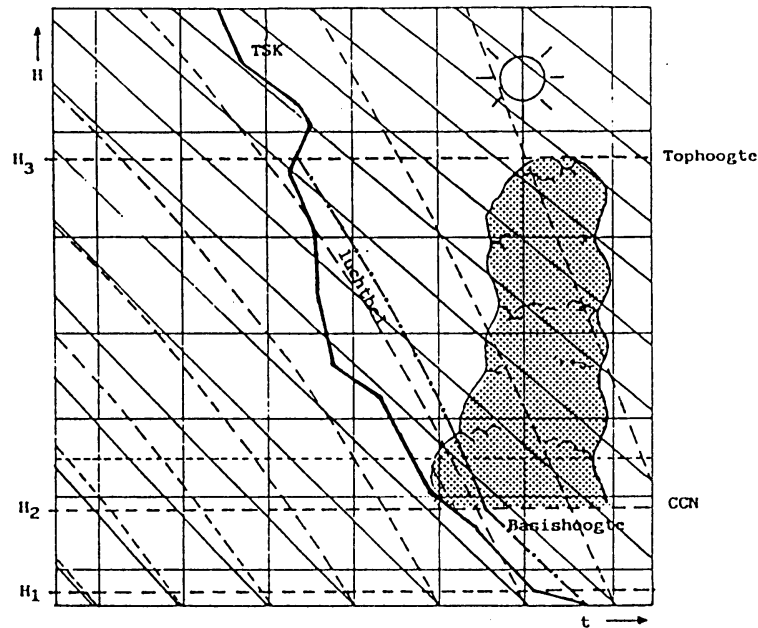 H
TSK
H3
Tophoogte
luchtbel
H2
CCN
Basishoogte
H1
t